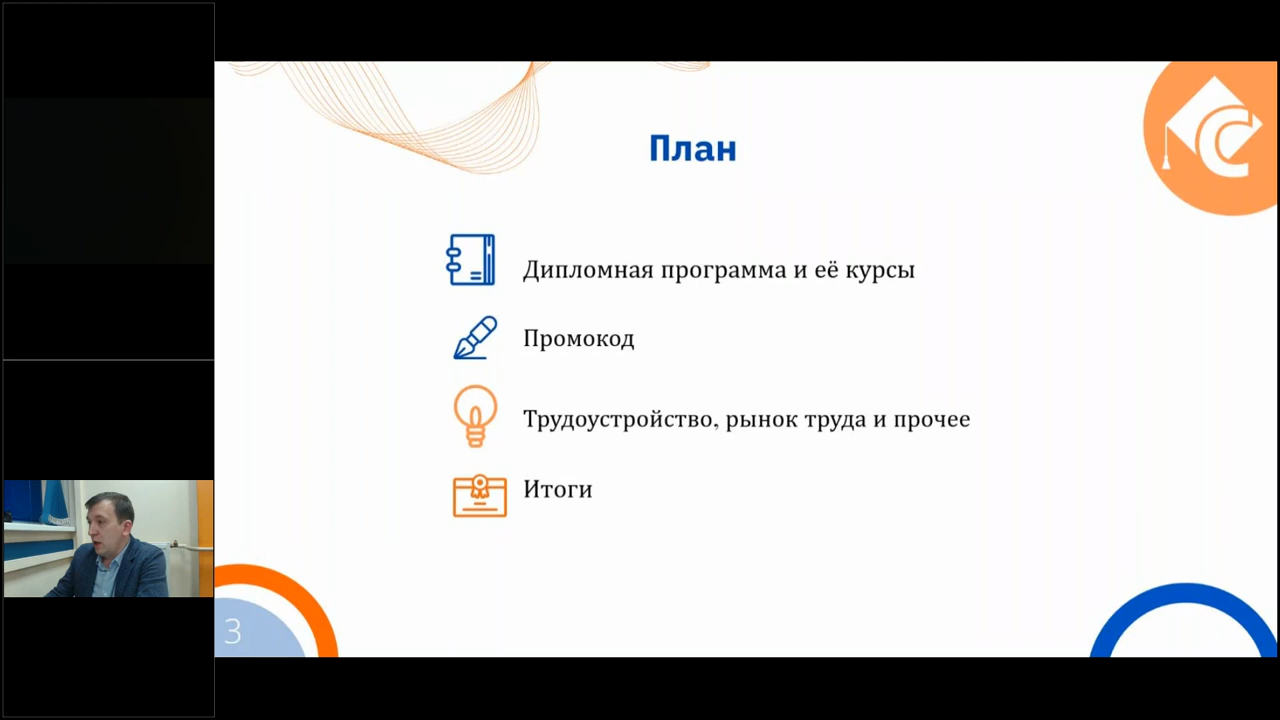 План
Дипломная программа и её курсы
Промокод
Трудоустройство, рынок труда и прочее
Итоги
3